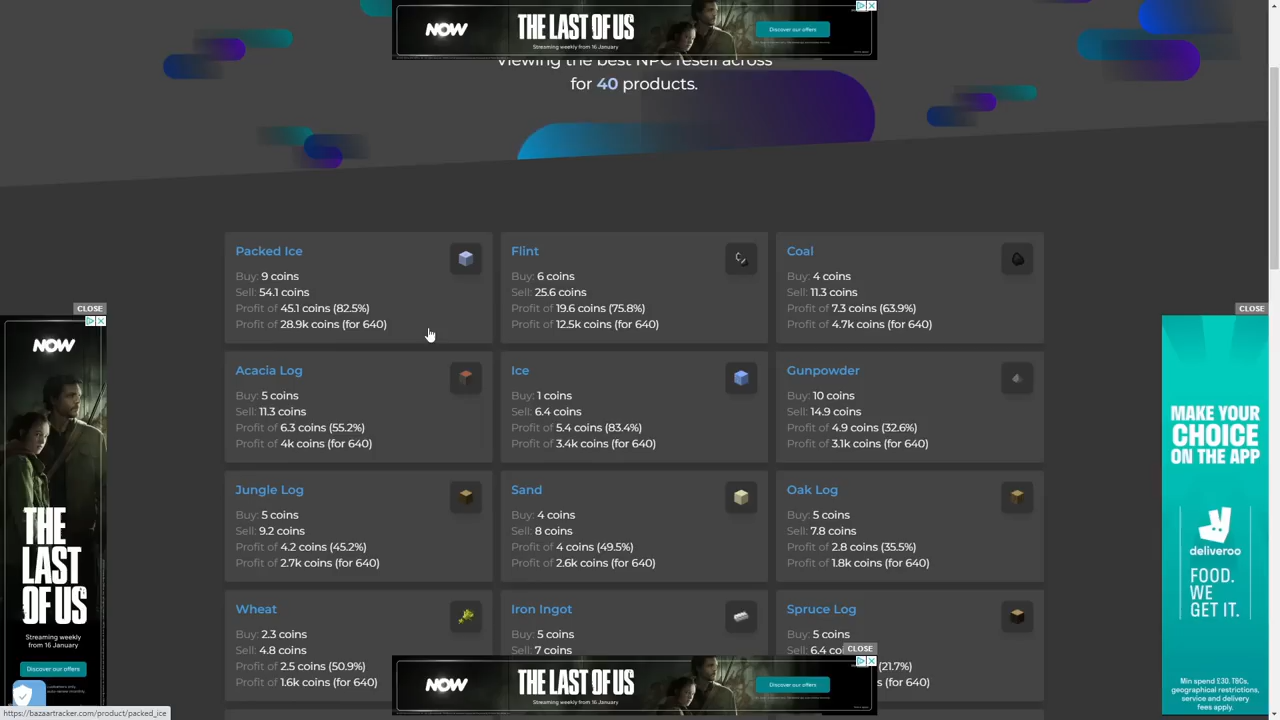 NOW
THE LAST OF US
Streaming weekly from 16 January
Discover our offers
Viewing the best NPC resell across
for 40 products.
Packed Ice
Buy: 9 coins
Sell: 54.1 coins
Profit of 45.1 coins (82.5%)
Profit of 28.9k coins (for 640)
Flint
Buy: 6 coins
Sell: 25.6 coins
Profit of 19.6 coins (75.8%)
Profit of 12.5k coins (for 640)
Coal
Buy: 4 coins
Sell: 11.3 coins
Profit of 7.3 coins (63.9%)
Profit of 4.7k coins (for 640)
Acacia Log
Buy: 5 coins
Sell: 11.3 coins
Profit of 6.3 coins (55.2%)
Profit of 4k coins (for 640)
Ice
Buy: 1 coins
Sell: 6.4 coins
Profit of 5.4 coins (83.4%)
Profit of 3.4k coins (for 640)
Gunpowder
Buy: 10 coins
Sell: 14.9 coins
Profit of 4.9 coins (32.6%)
Profit of 3.1k coins (for 640)
Jungle Log
Buy: 5 coins
Sell: 9.2 coins
Profit of 4.2 coins (45.2%)
Profit of 2.7k coins (for 640)
Sand
Buy: 4 coins
Sell: 8 coins
Profit of 4 coins (49.5%)
Profit of 2.6k coins (for 640)
Oak Log
Buy: 5 coins
Sell: 7.8 coins
Profit of 2.8 coins (35.5%)
Profit of 1.8k coins (for 640)
Wheat
Buy: 2.3 coins
Sell: 4.8 coins
Profit of 2.5 coins (50.9%)
Profit of 1.6k coins (for 640)
Iron Ingot
Buy: 5 coins
Sell: 7 coins
Spruce Log
Buy: 5 coins
Sell: 6.4
(21.7%)
(for 640)
CLOSE
NOW
THE
LAST
OF US
Streaming weekly
from 16 January
Discover our offers
CLOSE
MAKE YOUR
CHOICE
ON THE APP
deliveroo
FOOD.
WE
GET IT.
Min spend £30. T&Cs,
geographical restrictions,
service and delivery
fees apply.
CLOSE
NOW
THE LAST OF US
Streaming weekly from 16 January
Discover our offers
https://bazaartracker.com/product/packed_ice